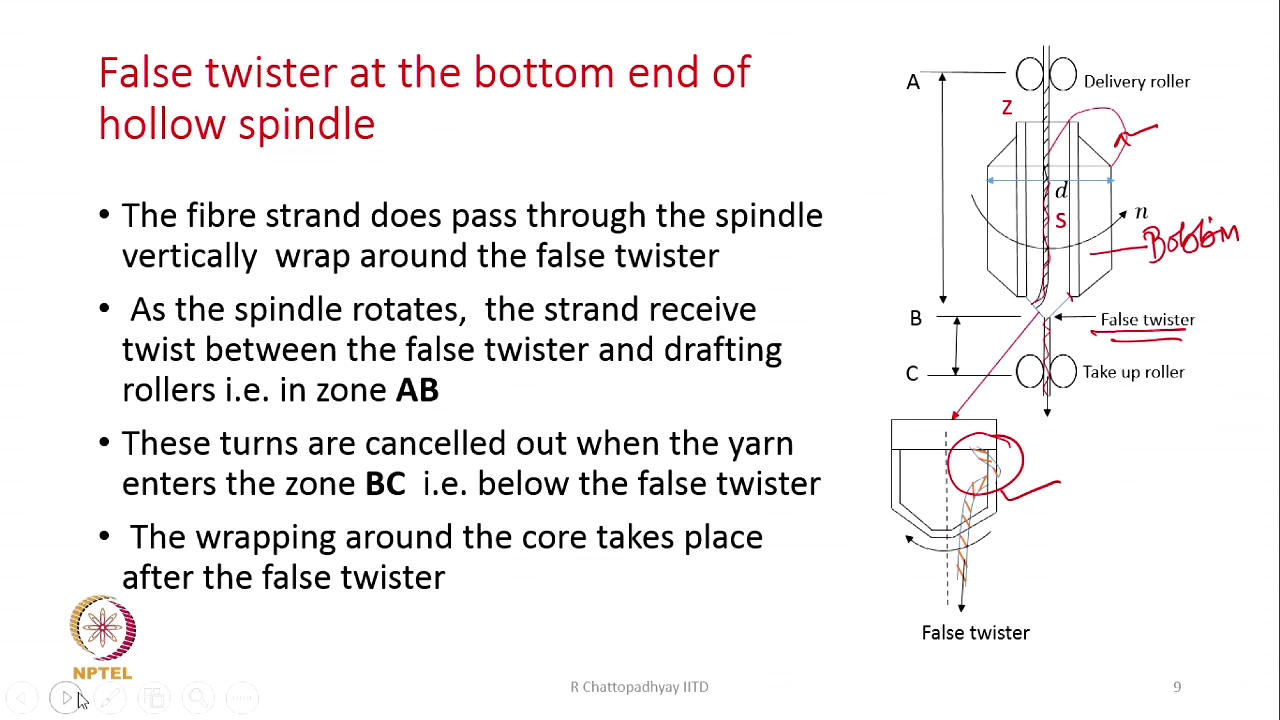 False twister at the bottom end of
hollow spindle
• The fibre strand does pass through the spindle
vertically wrap around the false twister
• As the spindle rotates, the strand receive
twist between the false twister and drafting
rollers i.e. in zone AB
• These turns are cancelled out when the yarn
enters the zone BC i.e. below the false twister
• The wrapping around the core takes place
after the false twister
A
Delivery roller
Z
d
n
S
Bobbin
B
False twister
C
Take up roller
False twister
NPTEL
R Chattopadhyay IITD
9